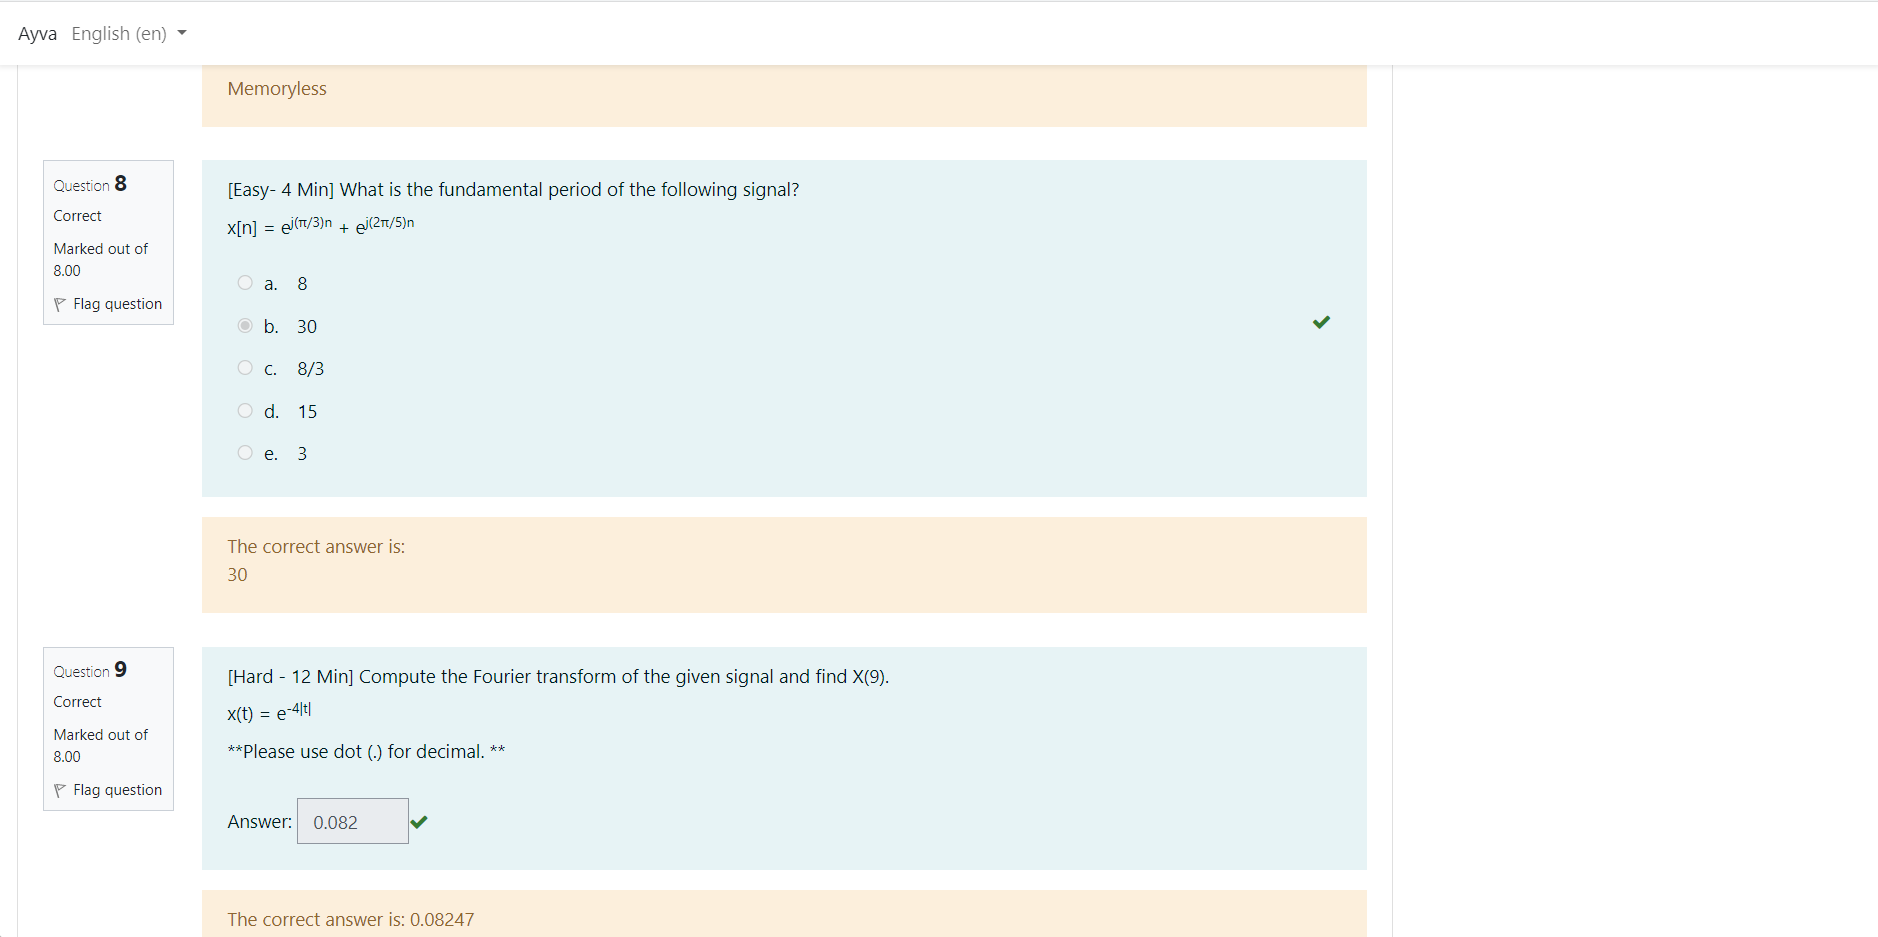 Ayva English (en)
Memoryless
Question 8
Correct
Marked out of
8.00
Flag question
[Easy- 4 Min] What is the fundamental period of the following signal?
x[n] = e^j(π/3)n + e^j(2π/5)n
a. 8
b. 30
c. 8/3
d. 15
e. 3
The correct answer is:
30
Question 9
Correct
Marked out of
8.00
Flag question
[Hard - 12 Min] Compute the Fourier transform of the given signal and find X(9).
x(t) = e^-4|t|
**Please use dot (.) for decimal. **
Answer: 0.082
The correct answer is: 0.08247